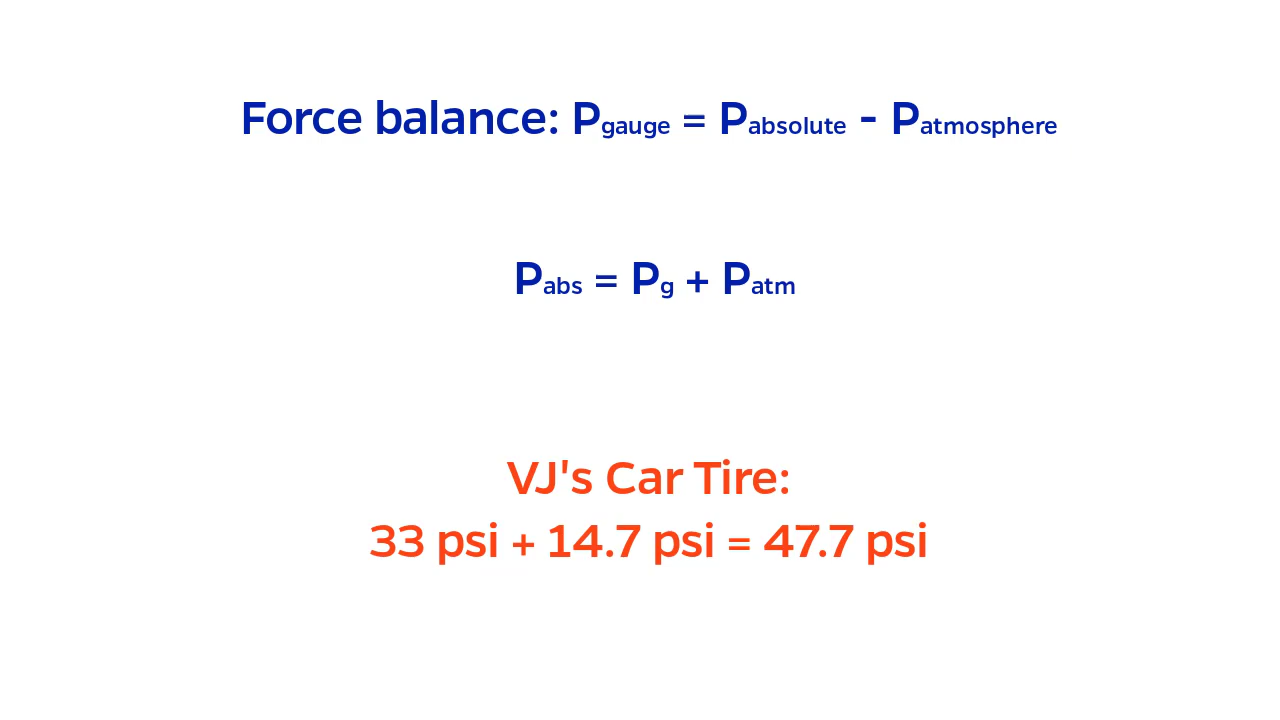 Force balance: Pgauge = Pabsolute - Patmosphere
Pabs = Pg + Patm
VJ's Car Tire:
33 psi + 14.7 psi = 47.7 psi